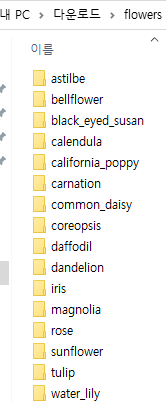 내 PC > 다운로드 > flowers
이름
astilbe
bellflower
black_eyed_susan
calendula
california_poppy
carnation
common_daisy
coreopsis
daffodil
dandelion
iris
magnolia
rose
sunflower
tulip
water_lily